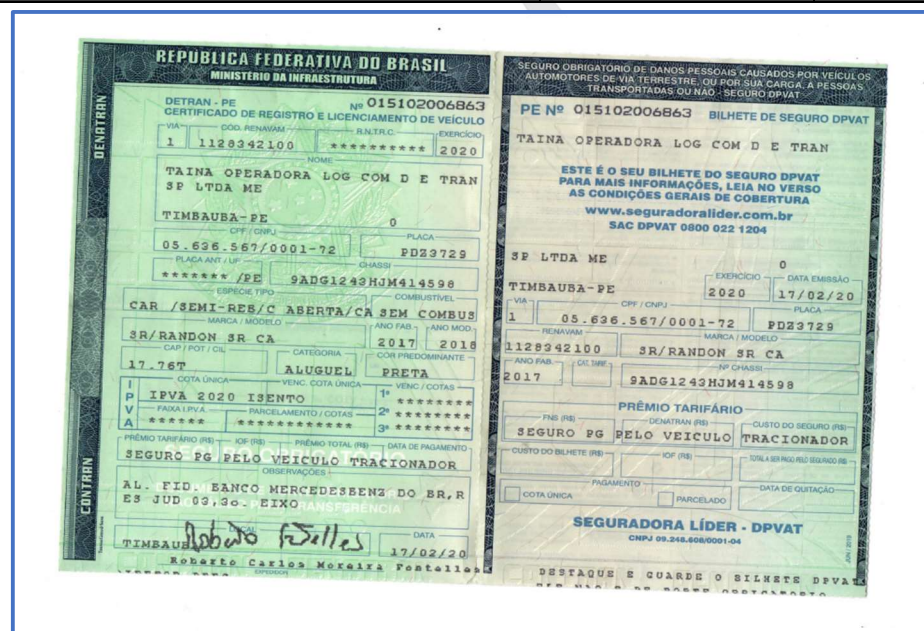 REPÚBLICA FEDERATIVA DO BRASIL
MINISTÉRIO DA INFRAESTRUTURA
DENATRAN
CONTRAN
DETRAN - PE Nº 015102006863
CERTIFICADO DE REGISTRO E LICENCIAMENTO DE VEÍCULO
VIA COD. RENAVAM R.N.T.R.C. EXERCÍCIO
1 1128342100 ********** 2020
NOME
TAINA OPERADORA LOG COM D E TRAN
SP LTDA ME
TIMBAUBA-PE 0
CPF / CNPJ PLACA
05.636.567/0001-72 PDZ3729
PLACA ANT / UF CHASSI
******* /PE 9ADG1243HJM414598
ESPÉCIE TIPO COMBUSTÍVEL
CAR /SEMI-REB/C ABERTA/CA SEM COMBUS
MARCA / MODELO ANO FAB. ANO MOD.
SR/RANDON SR CA 2017 2018
CAP / POT / CIL CATEGORIA COR PREDOMINANTE
17.76T ALUGUEL PRETA
IPVA
COTA ÚNICA VENC. COTA ÚNICA VENC / COTAS
IPVA 2020 ISENTO 1ª ********
FAIXA I.P.V.A. PARCELAMENTO / COTAS 2ª ********
****** ************ 3ª ********
PRÊMIO TARIFÁRIO (R$) IOF (R$) PRÊMIO TOTAL (R$) DATA DE PAGAMENTO
SEGURO PG PELO VEICULO TRACIONADOR
OBSERVAÇÕES
AL. FID. BANCO MERCEDESBENZ DO BR,R
ES JUD 03,3o. EIXO
LOCAL DATA
TIMBAUB 17/02/20
Roberto Carlos Moreira Fontelles
EXPEDIDOR
SEGURO OBRIGATÓRIO DE DANOS PESSOAIS CAUSADOS POR VEÍCULOS
AUTOMOTORES DE VIA TERRESTRE, OU POR SUA CARGA, A PESSOAS
TRANSPORTADAS OU NÃO - SEGURO DPVAT
PE Nº 015102006863 BILHETE DE SEGURO DPVAT
TAINA OPERADORA LOG COM D E TRAN
ESTE É O SEU BILHETE DO SEGURO DPVAT
PARA MAIS INFORMAÇÕES, LEIA NO VERSO
AS CONDIÇÕES GERAIS DE COBERTURA
www.seguradoralider.com.br
SAC DPVAT 0800 022 1204
SP LTDA ME 0
EXERCÍCIO DATA EMISSÃO
TIMBAUBA-PE 2020 17/02/20
VIA CPF / CNPJ PLACA
1 05.636.567/0001-72 PDZ3729
RENAVAM MARCA / MODELO
1128342100 SR/RANDON SR CA
ANO FAB. CAT. TARIF. Nº CHASSI
2017 9ADG1243HJM414598
PRÊMIO TARIFÁRIO
FNS (R$) DENATRAN (R$) CUSTO DO SEGURO (R$)
SEGURO PG PELO VEICULO TRACIONADOR
CUSTO DO BILHETE (R$) IOF (R$) TOTAL A SER PAGO PELO SEGURADO (R$)
PAGAMENTO DATA DE QUITAÇÃO
COTA ÚNICA PARCELADO
SEGURADORA LÍDER - DPVAT
CNPJ 09.248.608/0001-04
DESTAQUE E GUARDE O BILHETE DPVAT